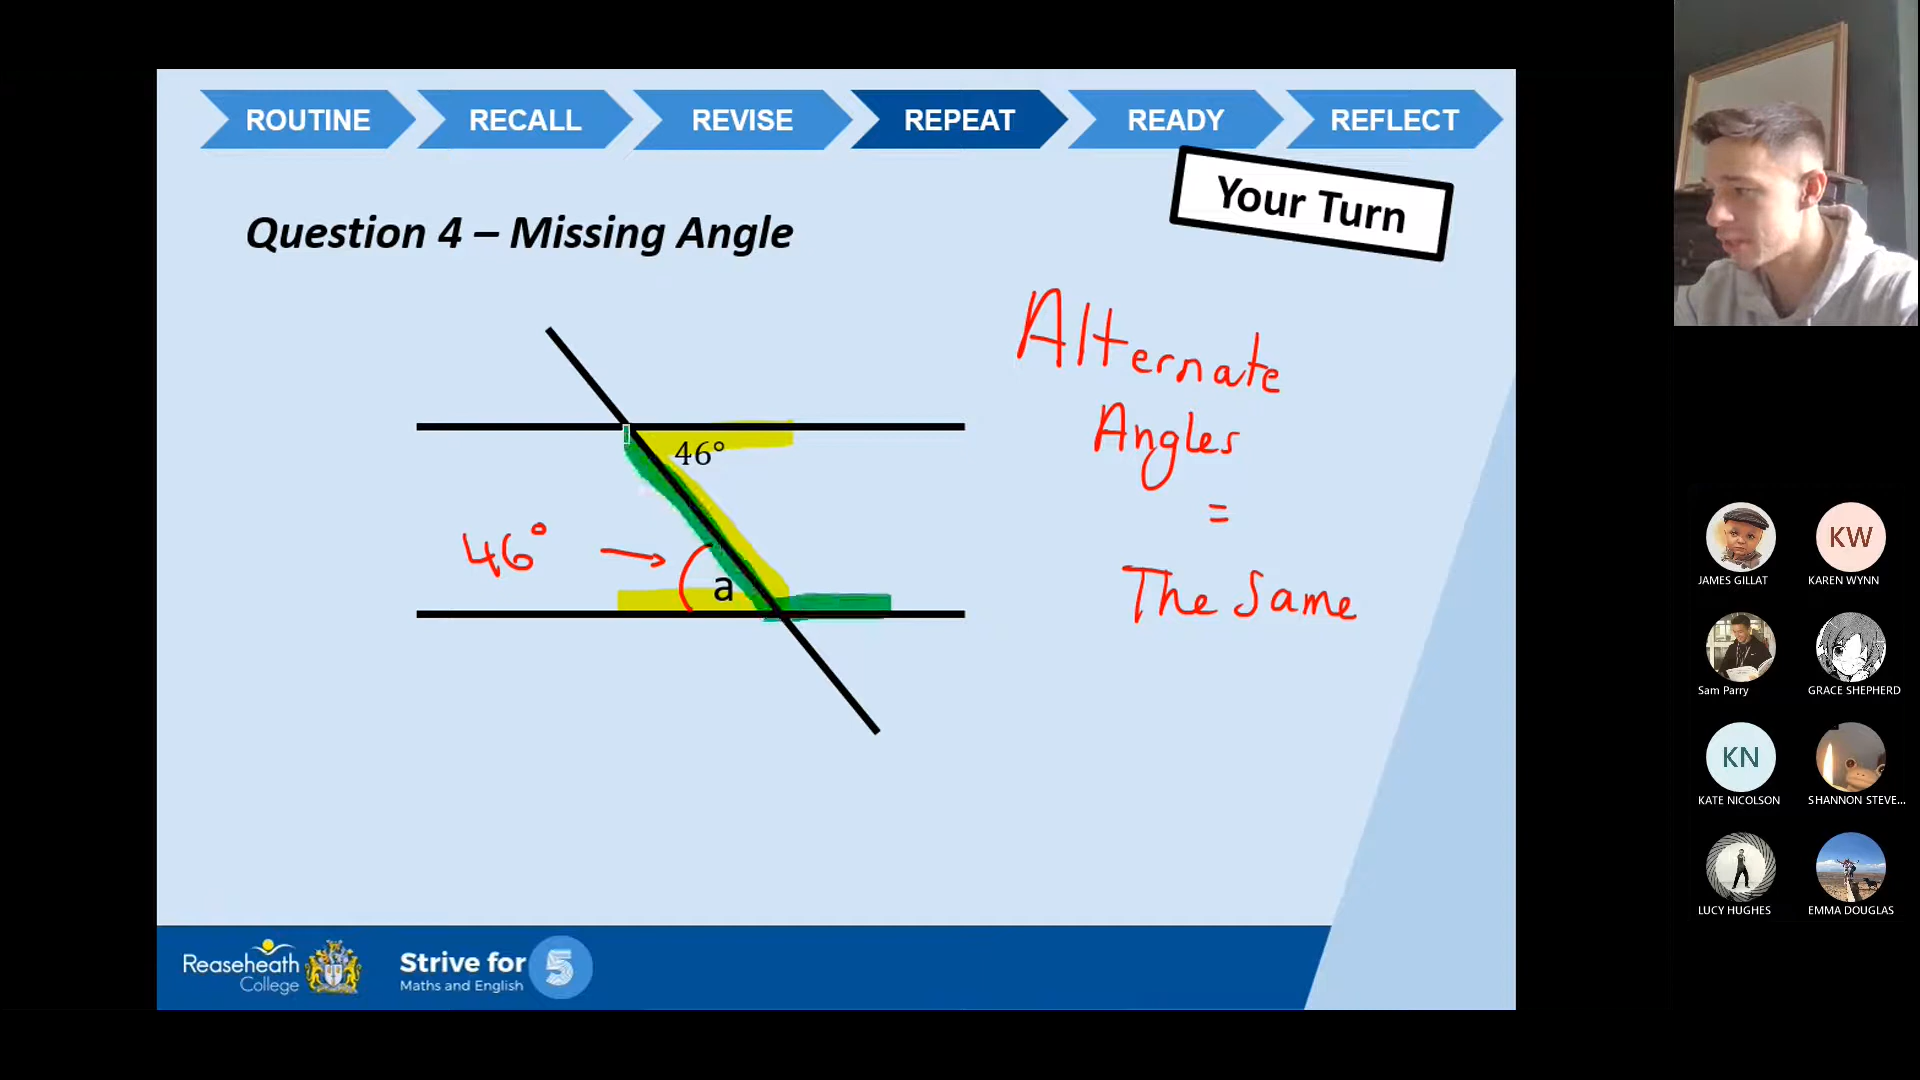 ROUTINE
RECALL
REVISE
REPEAT
READY
REFLECT
Your Turn
Question 4 – Missing Angle
Alternate
Angles
=
The Same
46°
46°
a
Reaseheath
College
Strive for 5
Maths and English
JAMES GILLAT
KAREN WYNN
KW
Sam Parry
GRACE SHEPHERD
KN
KATE NICOLSON
SHANNON STEVE...
LUCY HUGHES
EMMA DOUGLAS